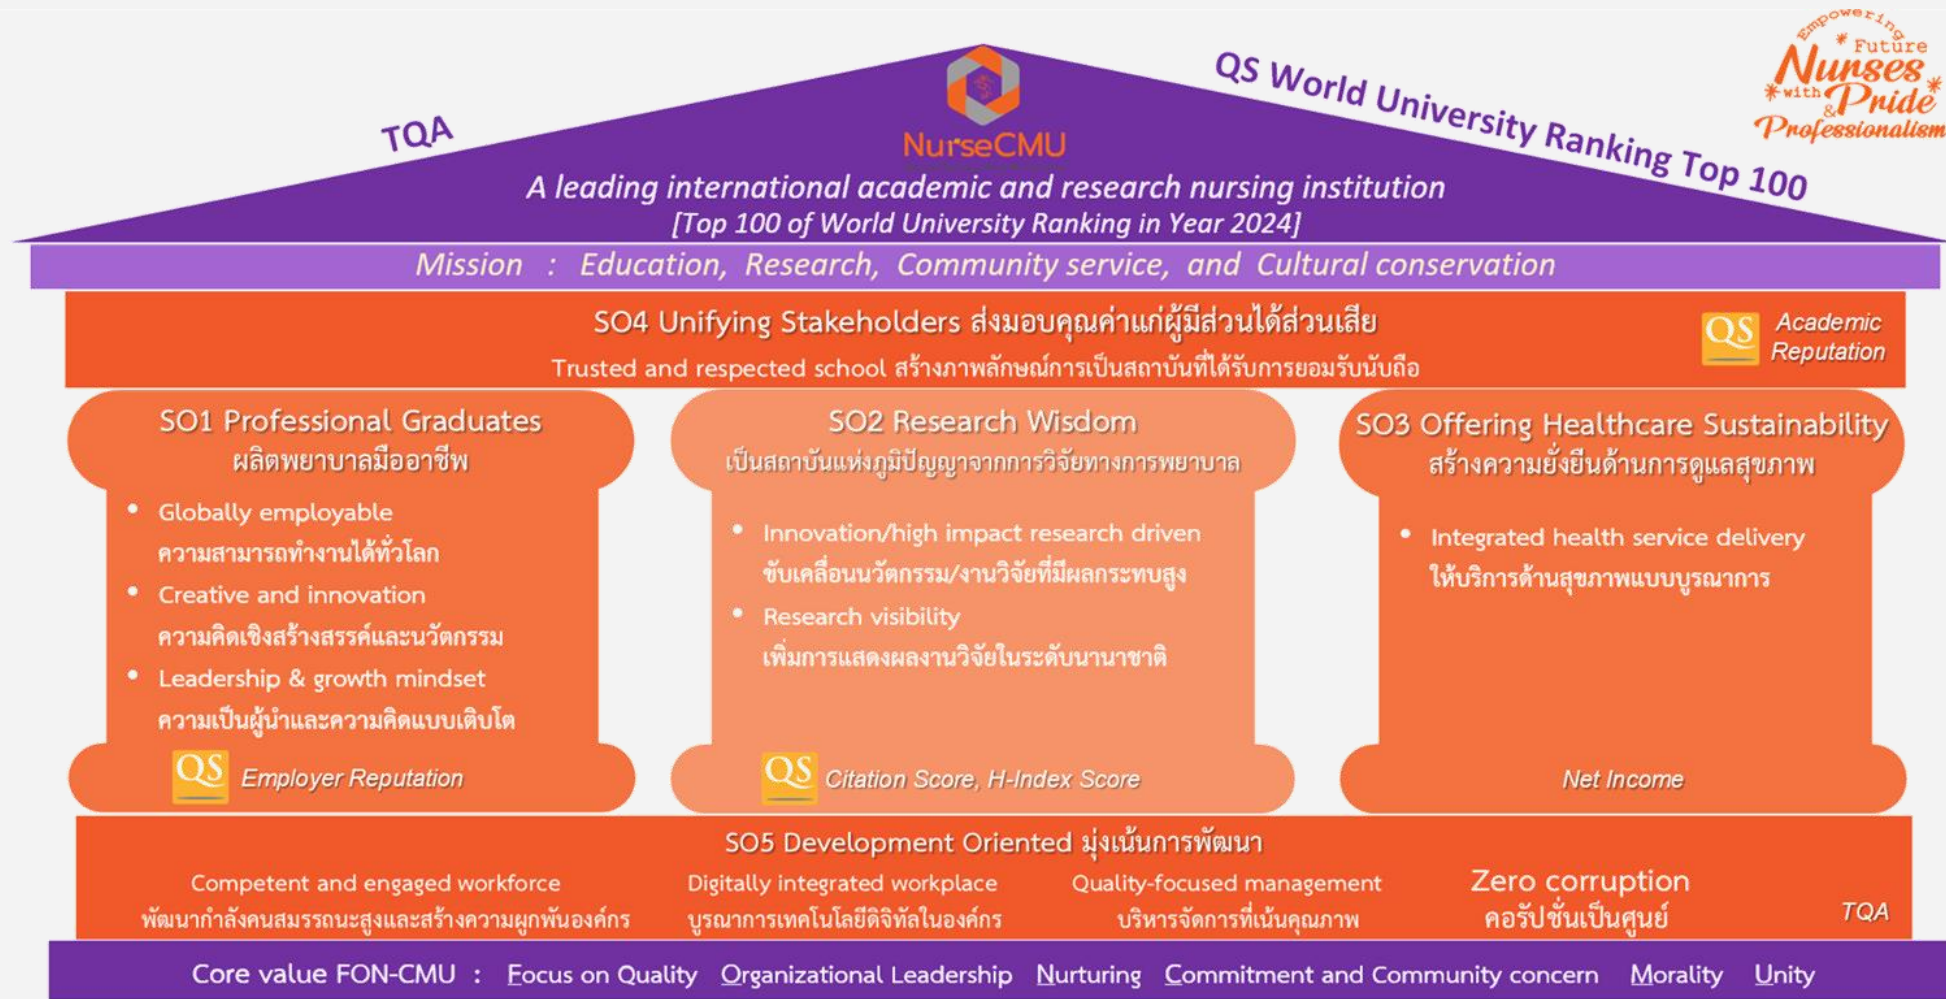 Empowering
Future
Nurses
with Pride
&
Professionalism
TQA
QS World University Ranking Top 100
NurseCMU
A leading international academic and research nursing institution
[Top 100 of World University Ranking in Year 2024]
Mission : Education, Research, Community service, and Cultural conservation
SO4 Unifying Stakeholders ส่งมอบคุณค่าแก่ผู้มีส่วนได้ส่วนเสีย
Trusted and respected school สร้างภาพลักษณ์การเป็นสถาบันที่ได้รับการยอมรับนับถือ
QS
Academic
Reputation
SO1 Professional Graduates
ผลิตพยาบาลมืออาชีพ
• Globally employable
ความสามารถทำงานได้ทั่วโลก
• Creative and innovation
ความคิดเชิงสร้างสรรค์และนวัตกรรม
• Leadership & growth mindset
ความเป็นผู้นำและความคิดแบบเติบโต
QS Employer Reputation
SO2 Research Wisdom
เป็นสถาบันแห่งภูมิปัญญาจากการวิจัยทางการพยาบาล
• Innovation/high impact research driven
ขับเคลื่อนนวัตกรรม/งานวิจัยที่มีผลกระทบสูง
• Research visibility
เพิ่มการแสดงผลงานวิจัยในระดับนานาชาติ
QS Citation Score, H-Index Score
SO3 Offering Healthcare Sustainability
สร้างความยั่งยืนด้านการดูแลสุขภาพ
• Integrated health service delivery
ให้บริการด้านสุขภาพแบบบูรณาการ
Net Income
SO5 Development Oriented มุ่งเน้นการพัฒนา
Competent and engaged workforce
พัฒนากำลังคนสมรรถนะสูงและสร้างความผูกพันองค์กร
Digitally integrated workplace
บูรณาการเทคโนโลยีดิจิทัลในองค์กร
Quality-focused management
บริหารจัดการที่เน้นคุณภาพ
Zero corruption
คอรัปชั่นเป็นศูนย์
TQA
Core value FON-CMU : Focus on Quality Organizational Leadership Nurturing Commitment and Community concern Morality Unity